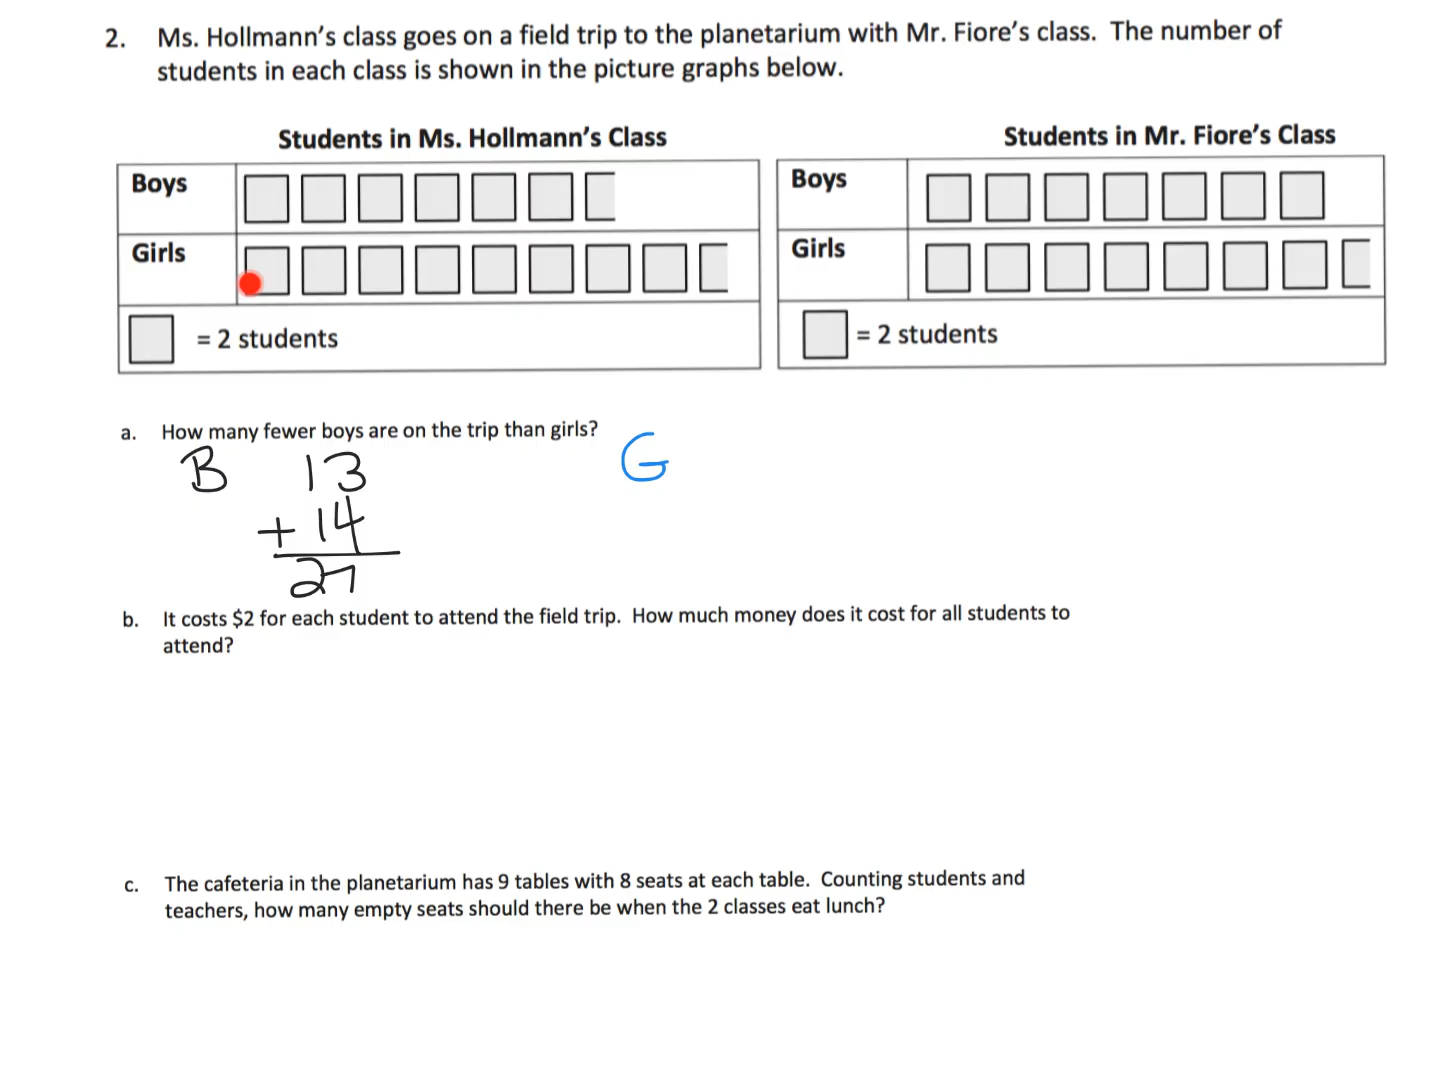 2. Ms. Hollmann's class goes on a field trip to the planetarium with Mr. Fiore's class. The number of
students in each class is shown in the picture graphs below.
Students in Ms. Hollmann's Class
Boys
Girls
= 2 students
Students in Mr. Fiore's Class
Boys
Girls
= 2 students
a. How many fewer boys are on the trip than girls?
B 13
+ 14
27
G
b. It costs $2 for each student to attend the field trip. How much money does it cost for all students to
attend?
c. The cafeteria in the planetarium has 9 tables with 8 seats at each table. Counting students and
teachers, how many empty seats should there be when the 2 classes eat lunch?